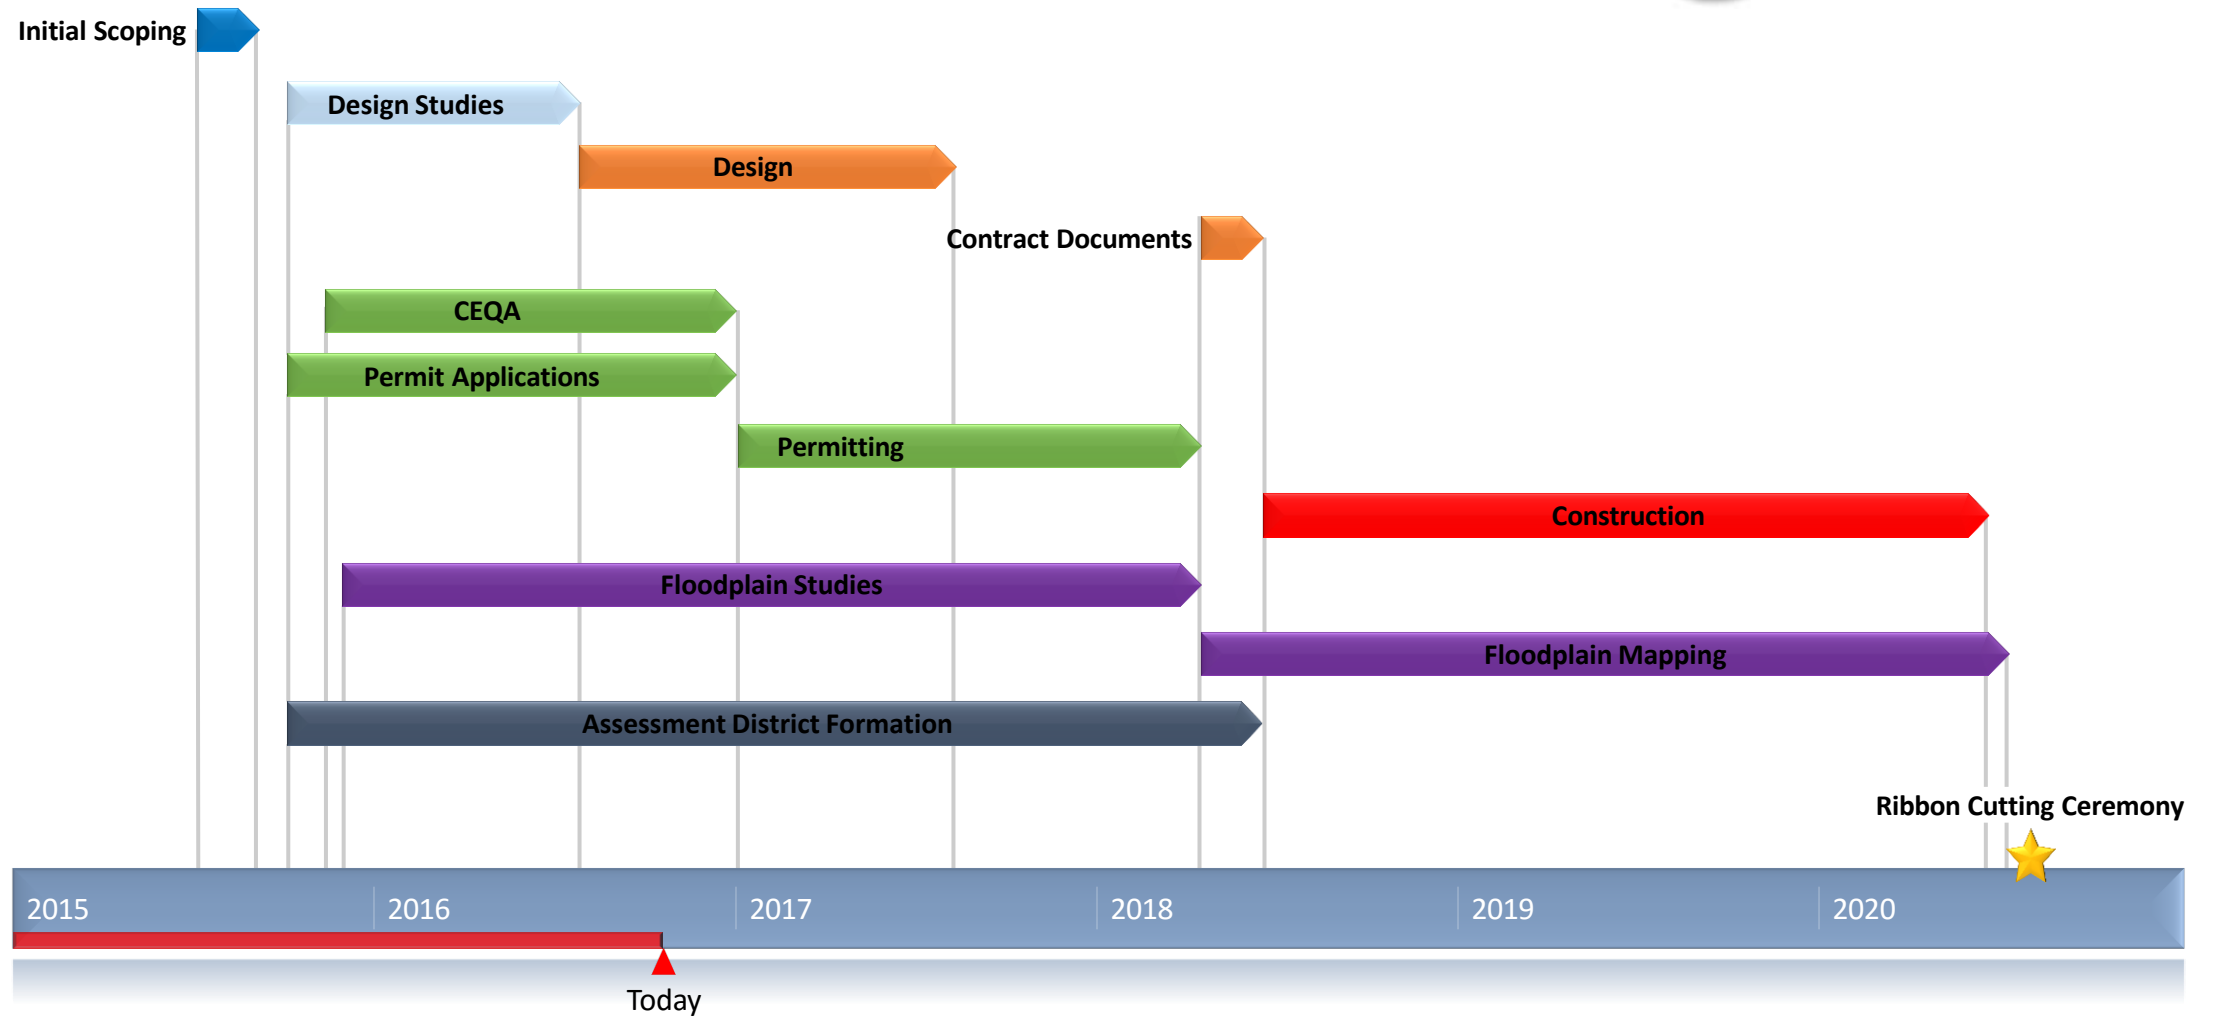 Initial Scoping
Design Studies
Design
Contract Documents
CEQA
Permit Applications
Permitting
Construction
Floodplain Studies
Floodplain Mapping
Assessment District Formation
Ribbon Cutting Ceremony
2015 2016 2017 2018 2019 2020
Today